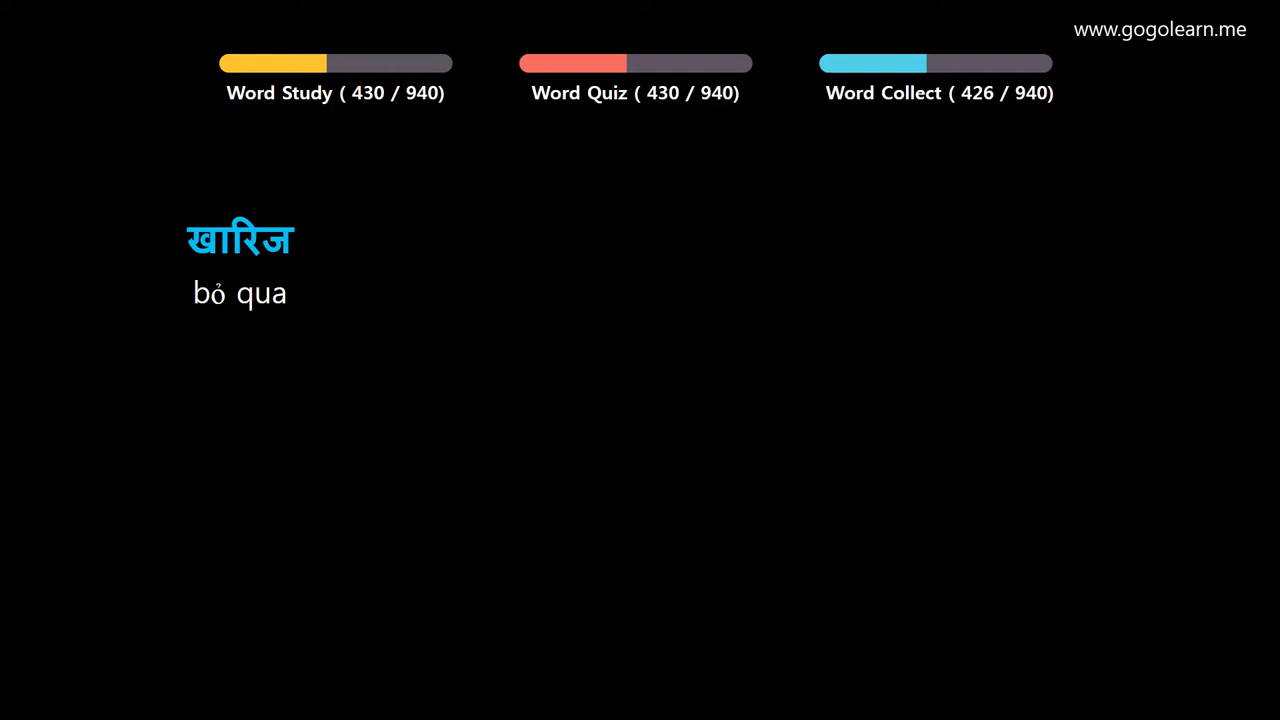 www.gogolearn.me
Word Study ( 430 / 940)
Word Quiz ( 430 / 940)
Word Collect ( 426 / 940)
खारिज
bỏ qua